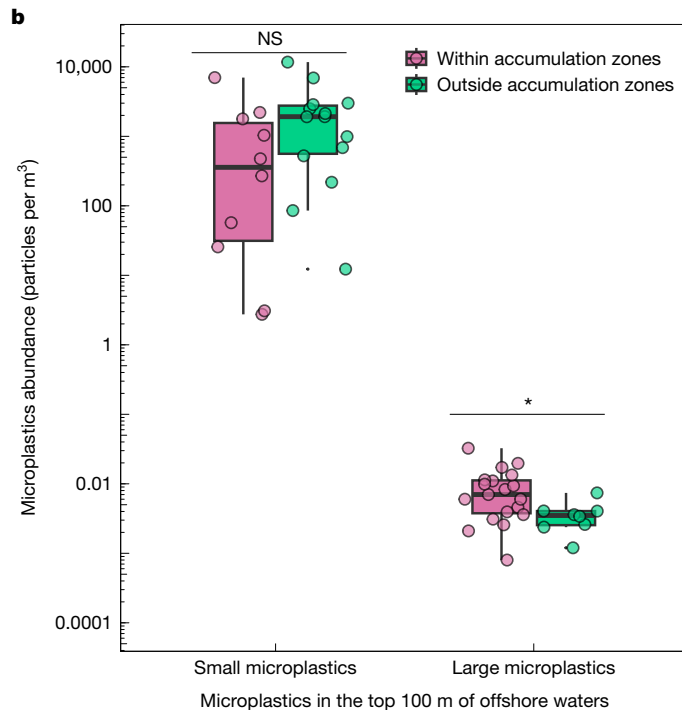 b
NS
Within accumulation zones
Outside accumulation zones
10,000
100
1
0.01
0.0001
*
Microplastics abundance (particles per m³)
Small microplastics
Large microplastics
Microplastics in the top 100 m of offshore waters